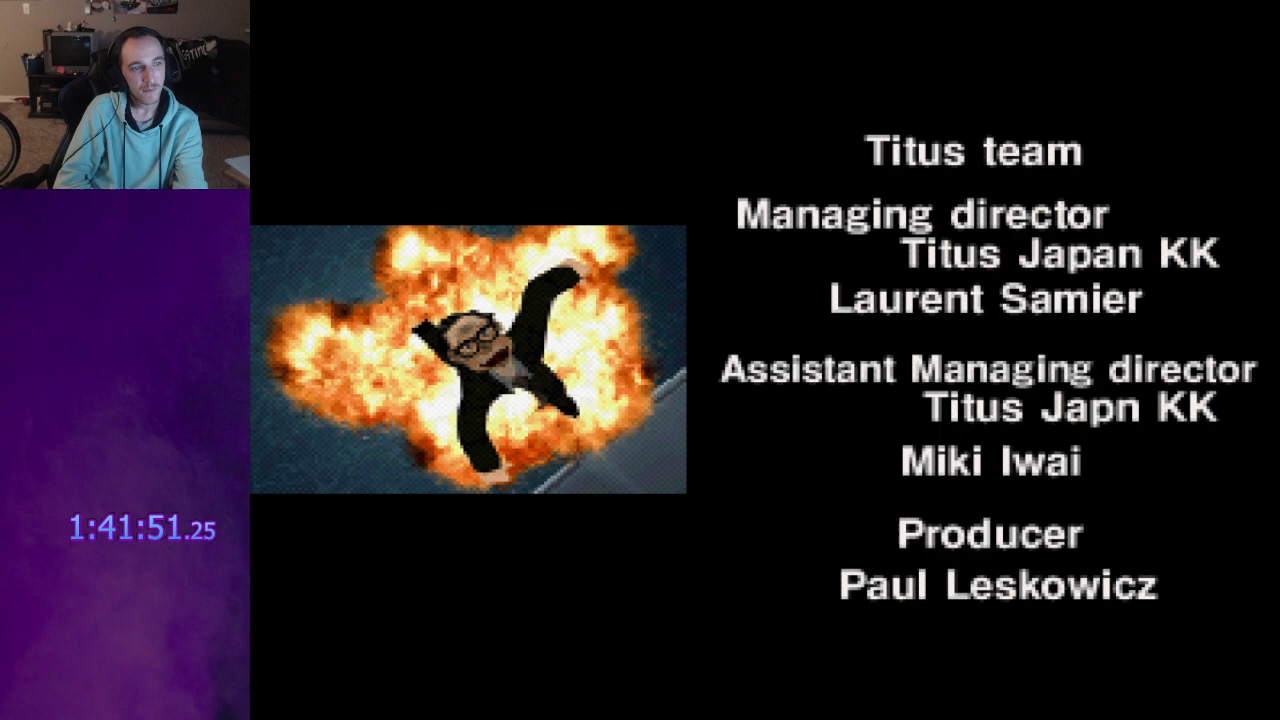 Titus team
Managing director
Titus Japan KK
Laurent Samier
Assistant Managing director
Titus Japn KK
Miki Iwai
Producer
Paul Leskowicz
1:41:51.25